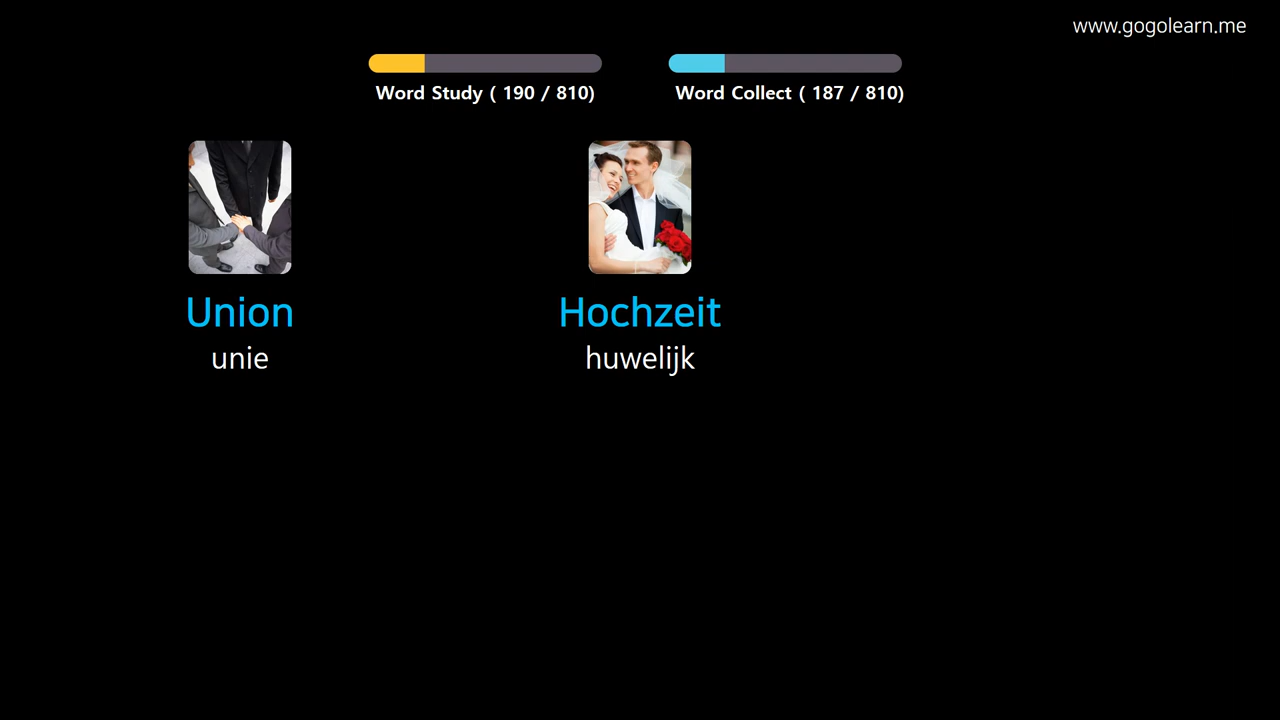 www.gogolearn.me
Word Study ( 190 / 810)
Word Collect ( 187 / 810)
Union
unie
Hochzeit
huwelijk